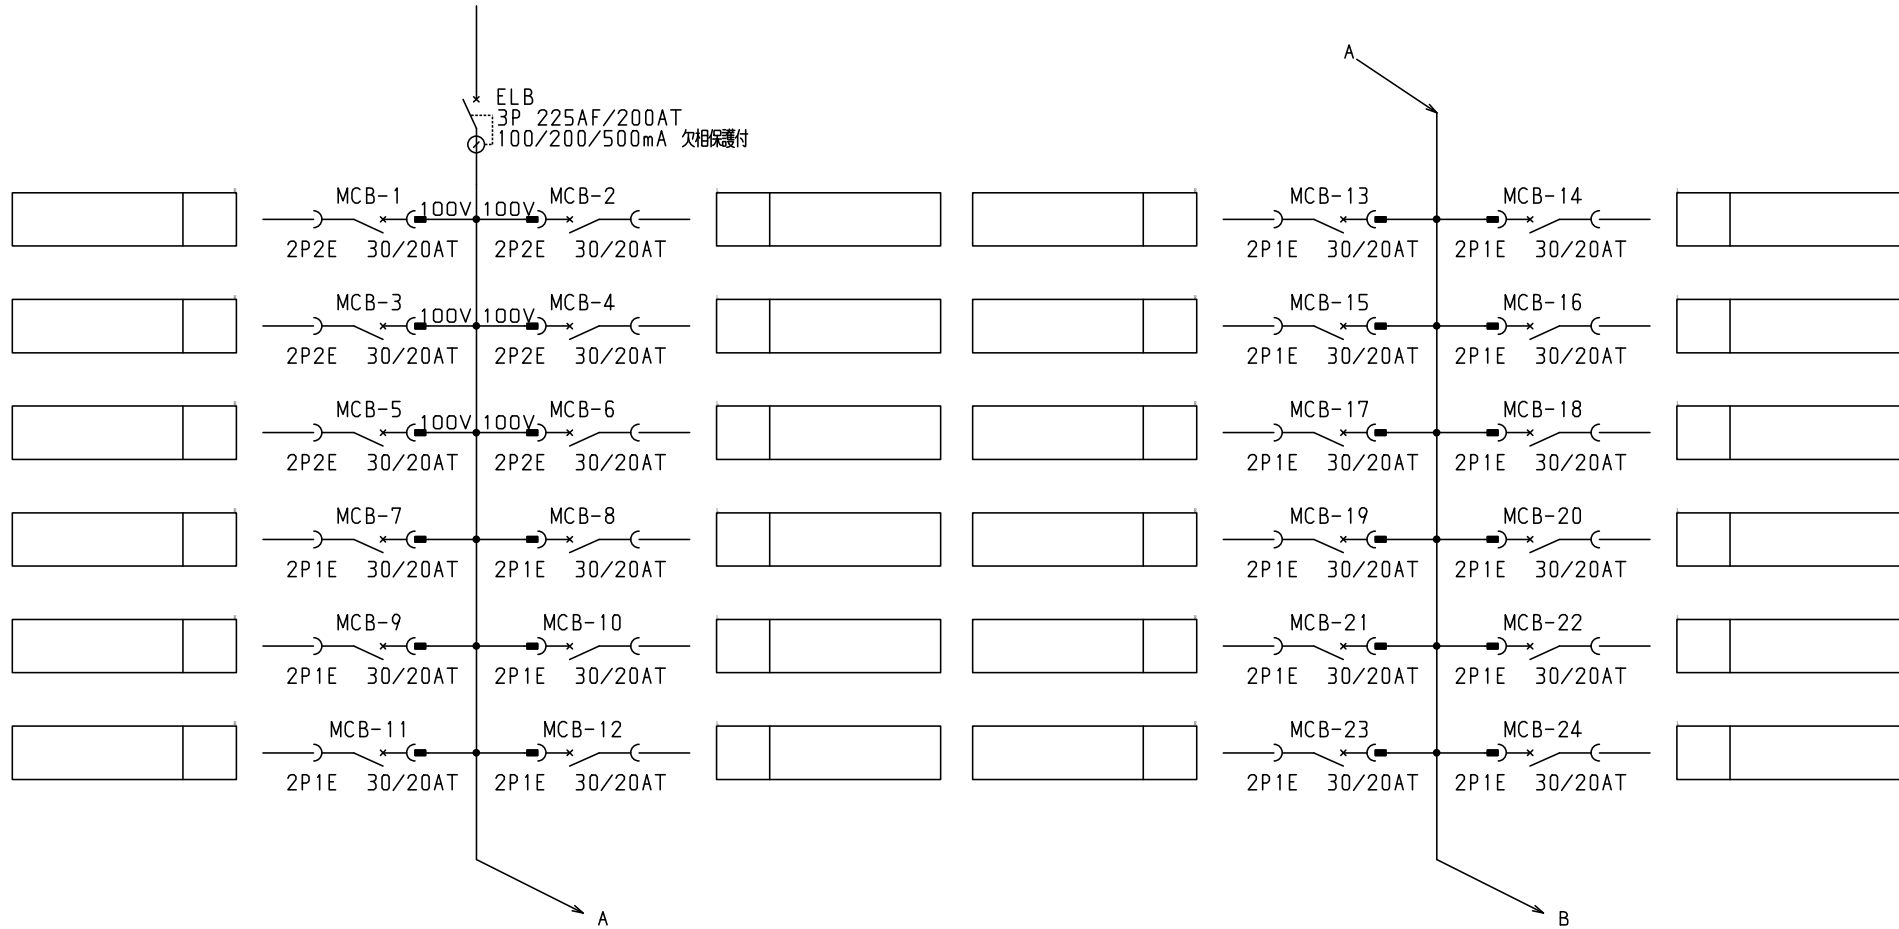 ELB
3P 225AF/200AT
100/200/500mA 欠相保護付
MCB-1 100V 100V MCB-2
2P2E 30/20AT 2P2E 30/20AT
MCB-3 100V 100V MCB-4
2P2E 30/20AT 2P2E 30/20AT
MCB-5 100V 100V MCB-6
2P2E 30/20AT 2P2E 30/20AT
MCB-7 MCB-8
2P1E 30/20AT 2P1E 30/20AT
MCB-9 MCB-10
2P1E 30/20AT 2P1E 30/20AT
MCB-11 MCB-12
2P1E 30/20AT 2P1E 30/20AT
A
A
MCB-13 MCB-14
2P1E 30/20AT 2P1E 30/20AT
MCB-15 MCB-16
2P1E 30/20AT 2P1E 30/20AT
MCB-17 MCB-18
2P1E 30/20AT 2P1E 30/20AT
MCB-19 MCB-20
2P1E 30/20AT 2P1E 30/20AT
MCB-21 MCB-22
2P1E 30/20AT 2P1E 30/20AT
MCB-23 MCB-24
2P1E 30/20AT 2P1E 30/20AT
B